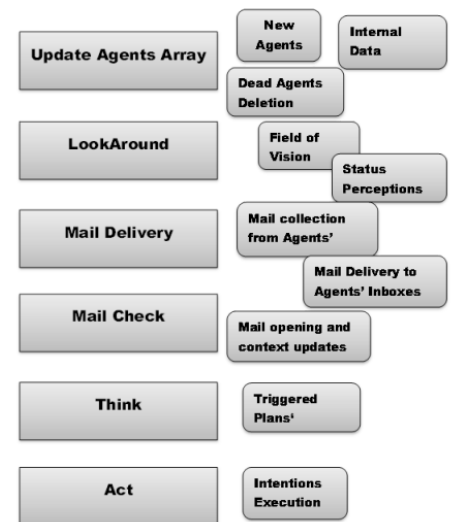 Update Agents Array
New
Agents
Internal
Data
Dead Agents
Deletion
LookAround
Field of
Vision
Status
Perceptions
Mail Delivery
Mail collection
from Agents'
Mail Delivery to
Agents' Inboxes
Mail Check
Mail opening and
context updates
Think
Triggered
Plans‘
Act
Intentions
Execution